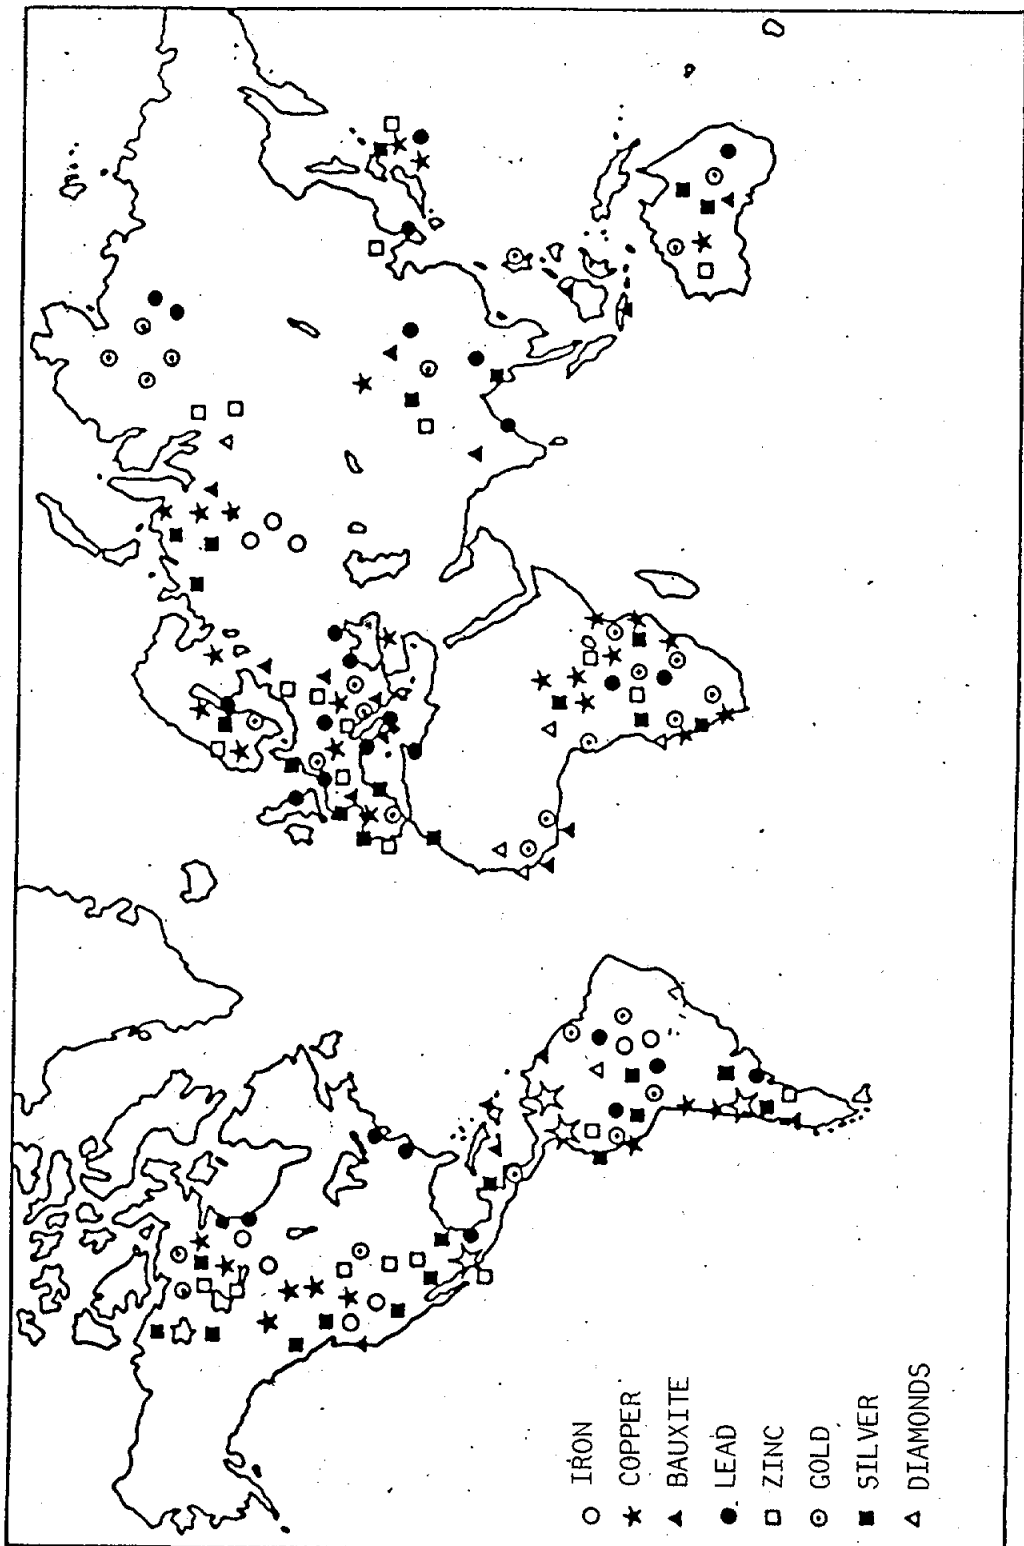 IRON
COPPER
BAUXITE
LEAD
ZINC
GOLD
SILVER
DIAMONDS